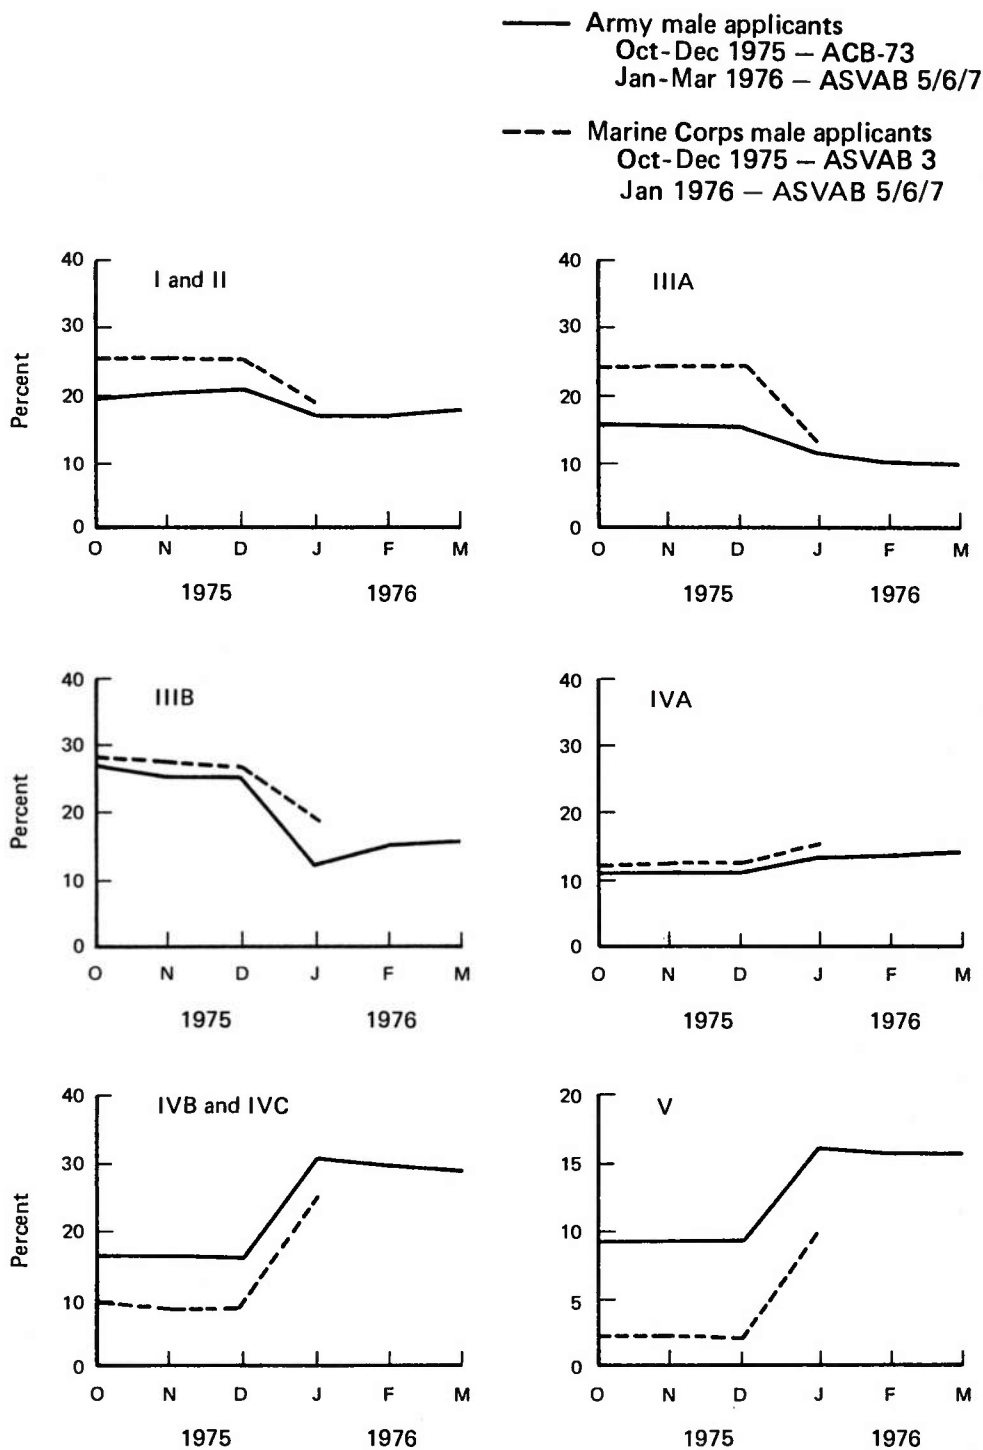 Army male applicants
Oct-Dec 1975 — ACB-73
Jan-Mar 1976 — ASVAB 5/6/7
Marine Corps male applicants
Oct-Dec 1975 — ASVAB 3
Jan 1976 — ASVAB 5/6/7
I and II
Percent
40
30
20
10
0
O N D J F M
1975 1976
IIIA
40
30
20
10
0
O N D J F M
1975 1976
IIIB
Percent
40
30
20
10
0
O N D J F M
1975 1976
IVA
40
30
20
10
0
O N D J F M
1975 1976
IVB and IVC
Percent
40
30
20
10
0
O N D J F M
1975 1976
V
20
15
10
5
0
O N D J F M
1975 1976